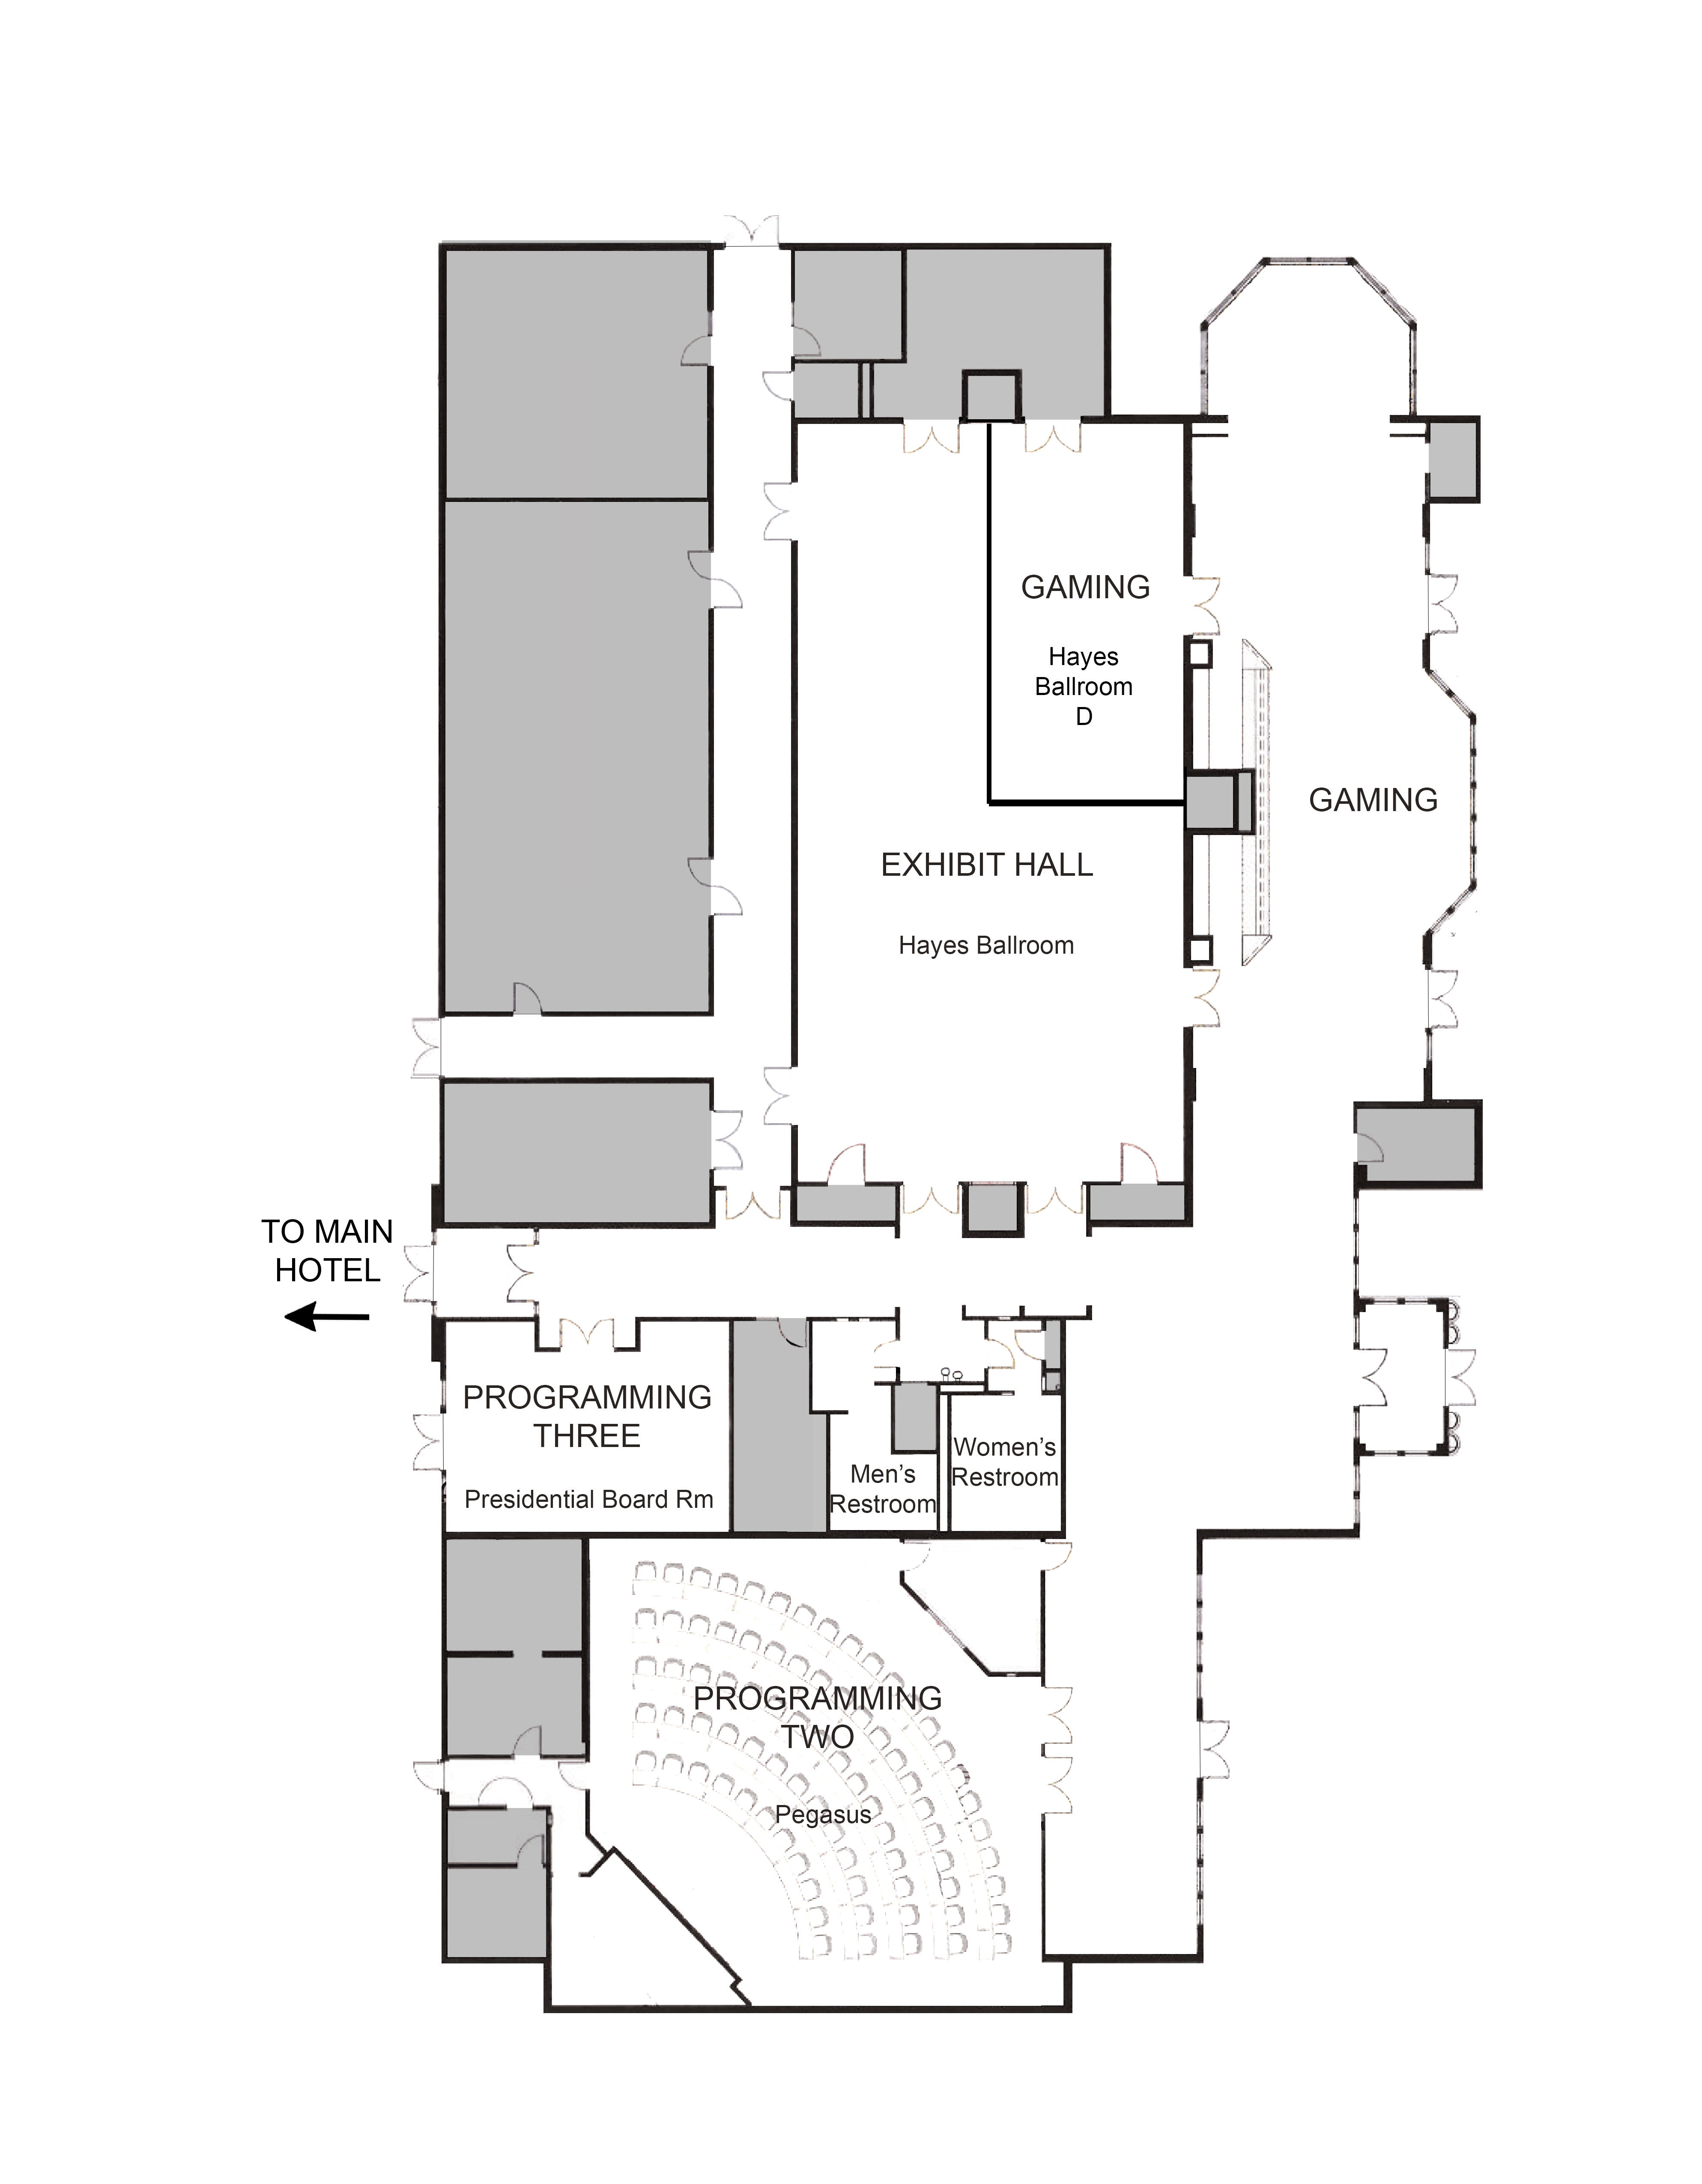 GAMING
Hayes
Ballroom
D
GAMING
EXHIBIT HALL
Hayes Ballroom
TO MAIN
HOTEL
PROGRAMMING
THREE
Presidential Board Rm
Men's
Restroom
Women's
Restroom
PROGRAMMING
TWO
Pegasus